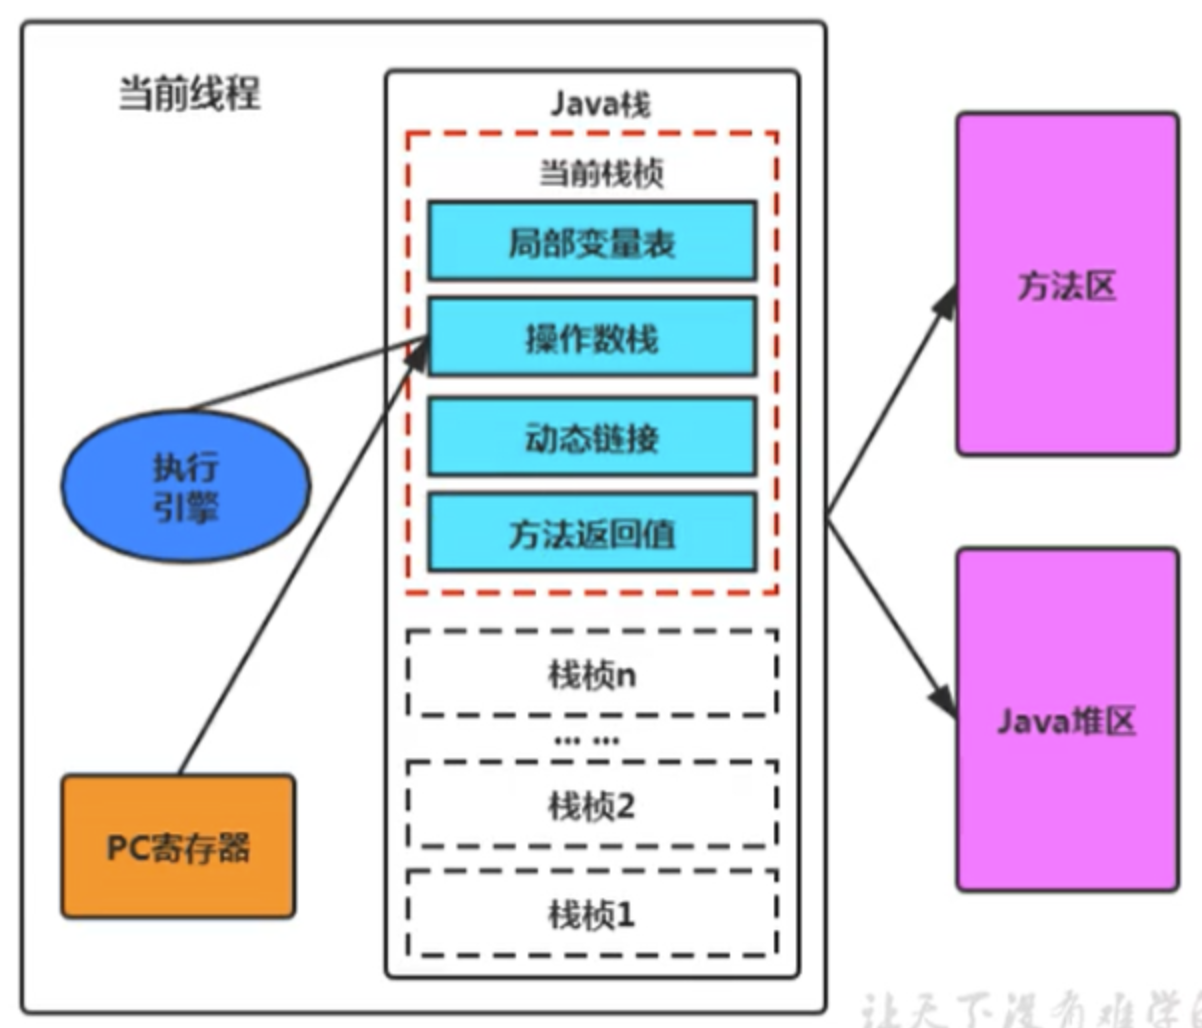 当前线程
Java栈
当前栈桢
局部变量表
操作数栈
动态链接
方法返回值
执行
引擎
栈桢n
... ...
栈桢2
栈桢1
PC寄存器
方法区
Java堆区
让天下没有难学